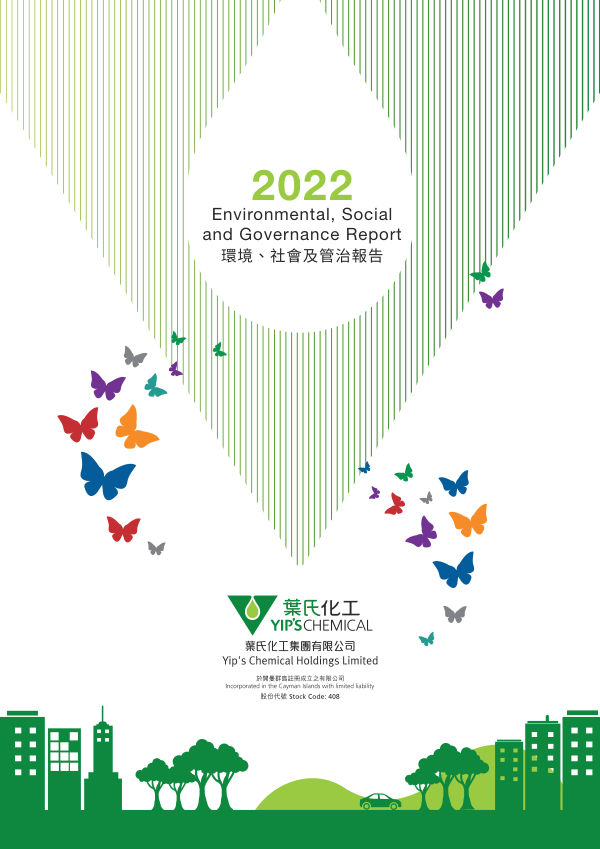 2022
Environmental, Social
and Governance Report
環境、社會及管治報告
葉氏化工
YIP'S CHEMICAL
葉氏化工集團有限公司
Yip's Chemical Holdings Limited
於開曼群島註冊成立之有限公司
Incorporated in the Cayman Islands with limited liability
股份代號 Stock Code: 408